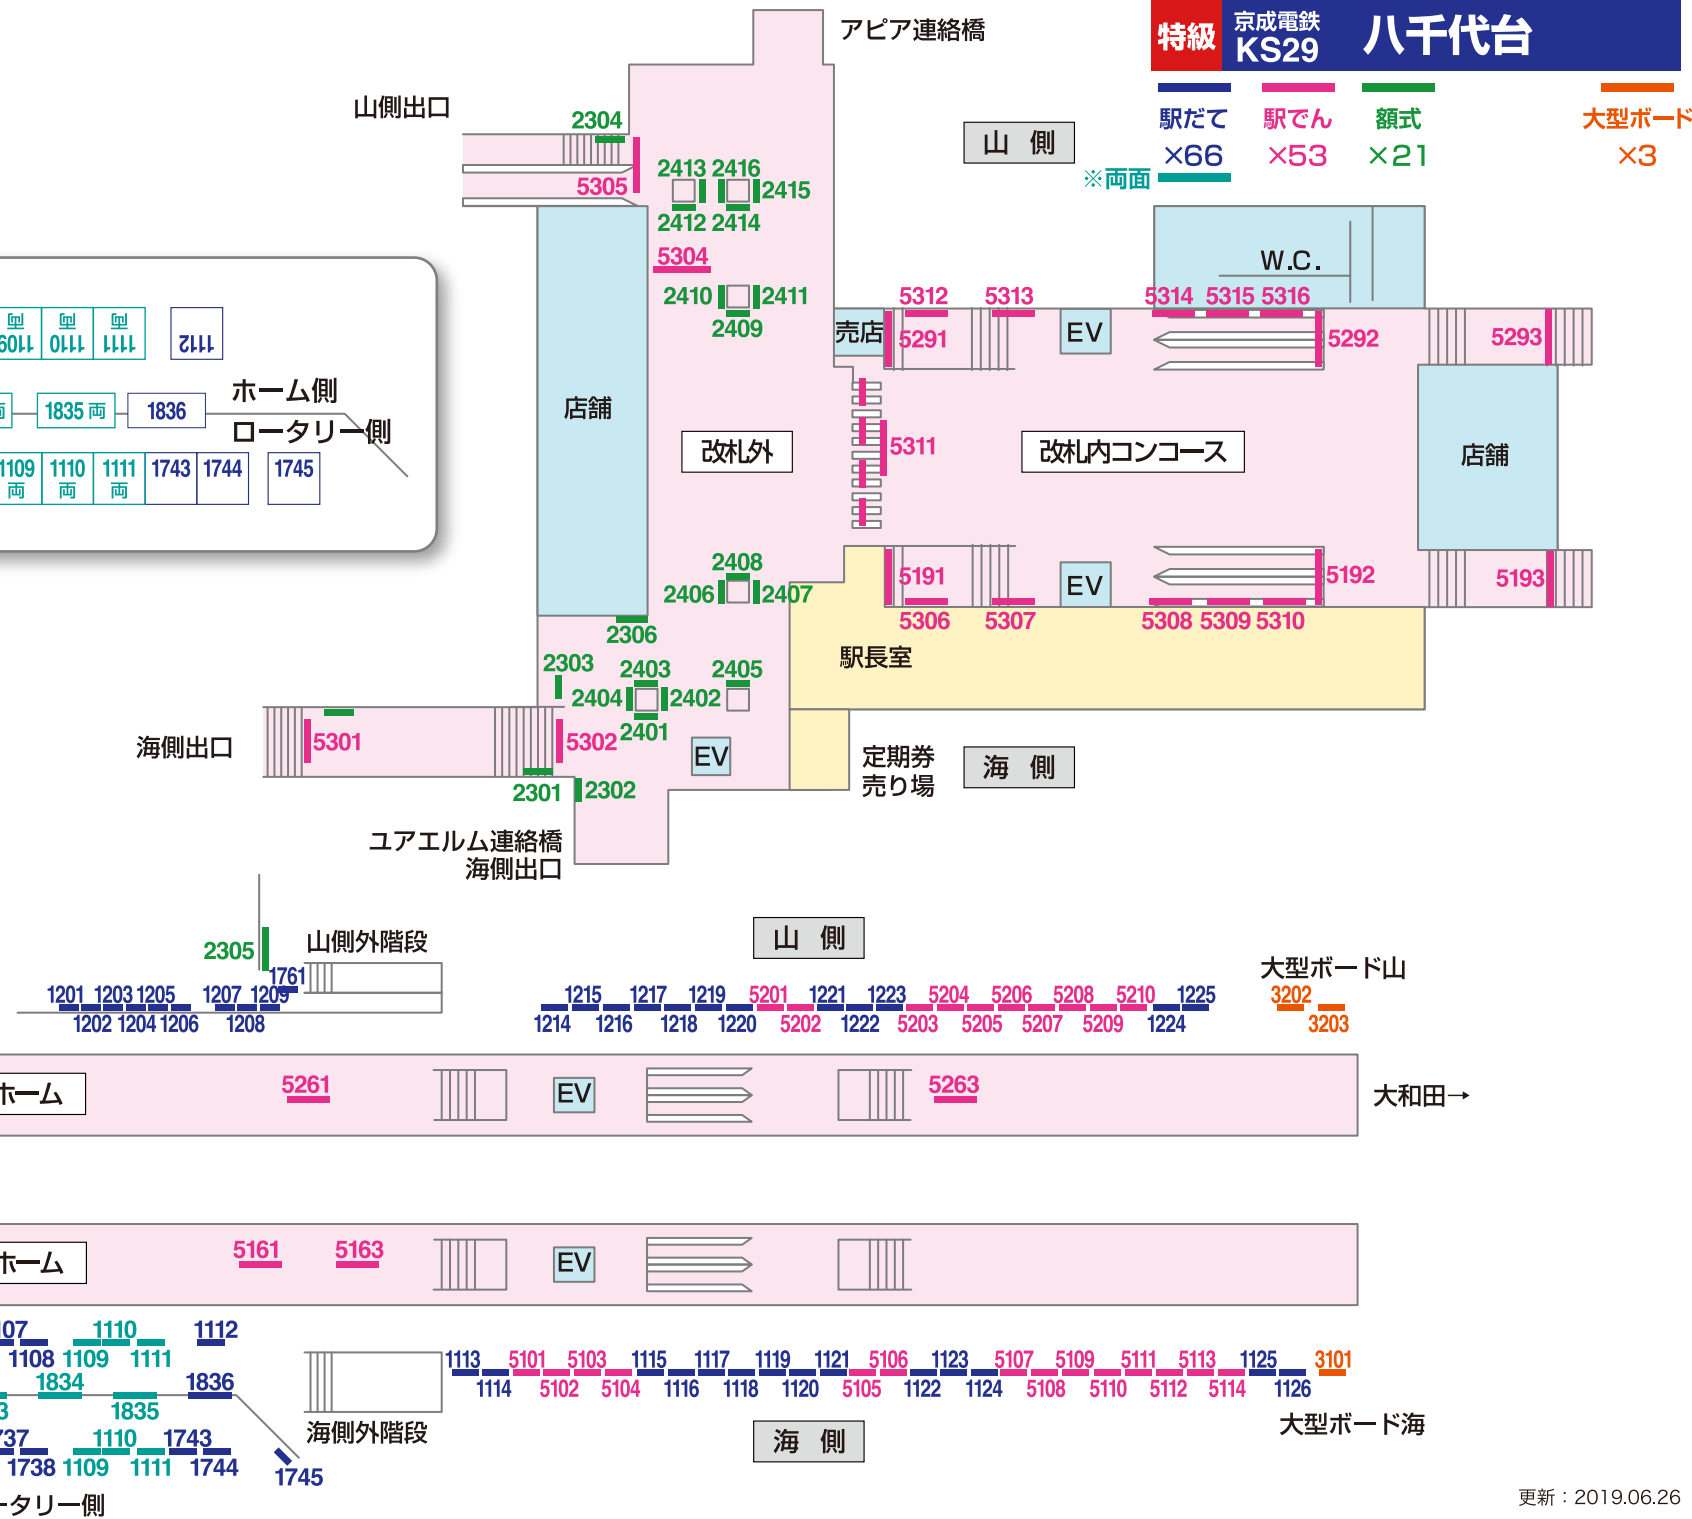 アピア連絡橋
特級
京成電鉄
KS29
八千代台
駅だて
×66
駅でん
×53
額式
×21
大型ボード
×3
※両面
山側出口
2304
5305
山 側
2413 2416
2415
2412 2414
5304
2410 2411
2409
W.C.
5312 5313 5314 5315 5316
売店
5291
EV
5292
5293
1110
1111
1112
ホーム側
1835 両
1836
ロータリー側
1109
両
1110
両
1111
両
1743
1744
1745
店舗
改札外
5311
改札内コンコース
店舗
2408
2406 2407
5191
EV
5192
5193
5306 5307 5308 5309 5310
2306
駅長室
2303
2403 2405
2404 2402
2401
海側出口
5301
5302
EV
定期券
売り場
海 側
2301
2302
ユアエルム連絡橋
海側出口
2305
山側外階段
山 側
大型ボード山
1761
1201 1203 1205 1207 1209
1202 1204 1206 1208
1215 1217 1219 5201 1221 1223 5204 5206 5208 5210 1225
1214 1216 1218 1220 5202 1222 5203 5205 5207 5209 1224
3202
3203
ホーム
5261
EV
5263
大和田→
ホーム
5161
5163
EV
1110
1112
1108 1109 1111
1834
1836
1835
1110 1743
1738 1109 1111 1744
1745
海側外階段
1113 5101 5103 1115 1117 1119 1121 5106 1123 5107 5109 5111 5113 1125 3101
1114 5102 5104 1116 1118 1120 5105 1122 1124 5108 5110 5112 5114 1126
海 側
大型ボード海
ータリー側
更新：2019.06.26